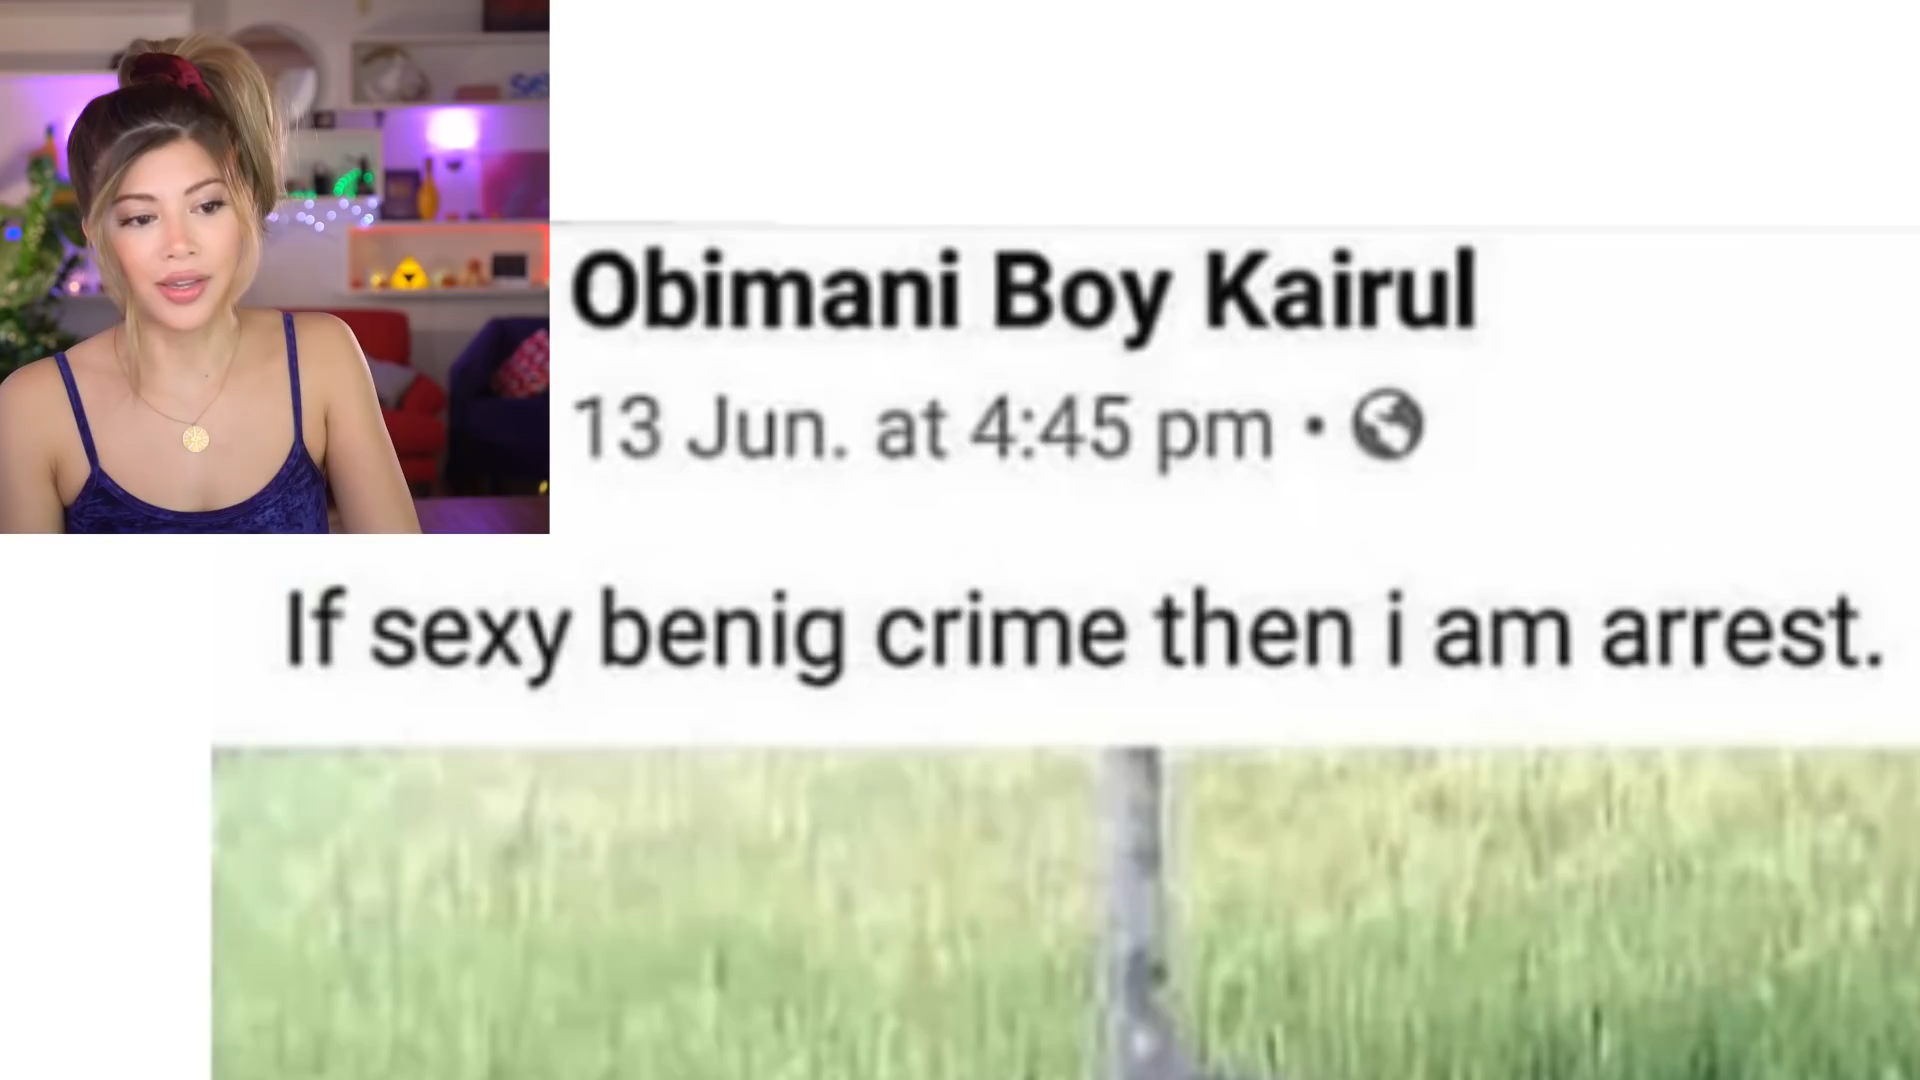 Obimani Boy Kairul
13 Jun. at 4:45 pm •
If sexy benig crime then i am arrest.